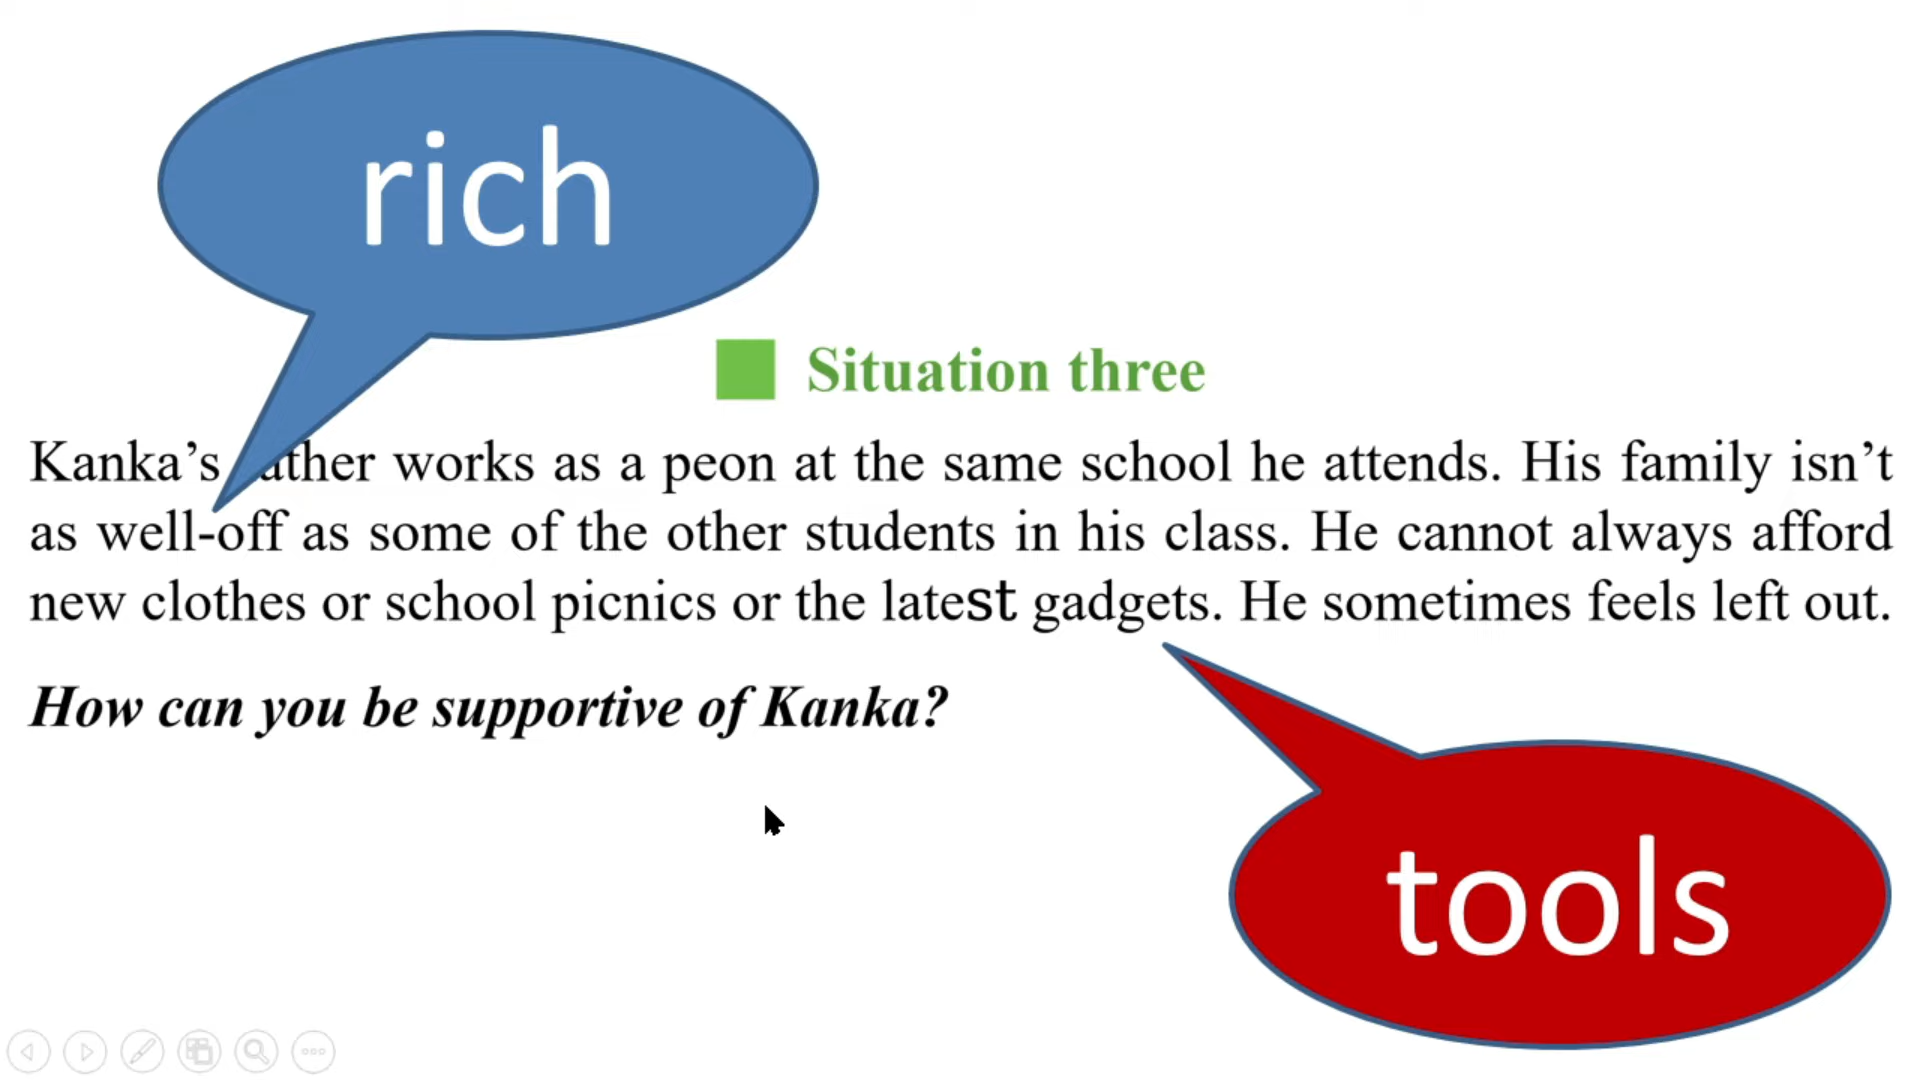 rich
Situation three
Kanka's father works as a peon at the same school he attends. His family isn't
as well-off as some of the other students in his class. He cannot always afford
new clothes or school picnics or the latest gadgets. He sometimes feels left out.
How can you be supportive of Kanka?
tools